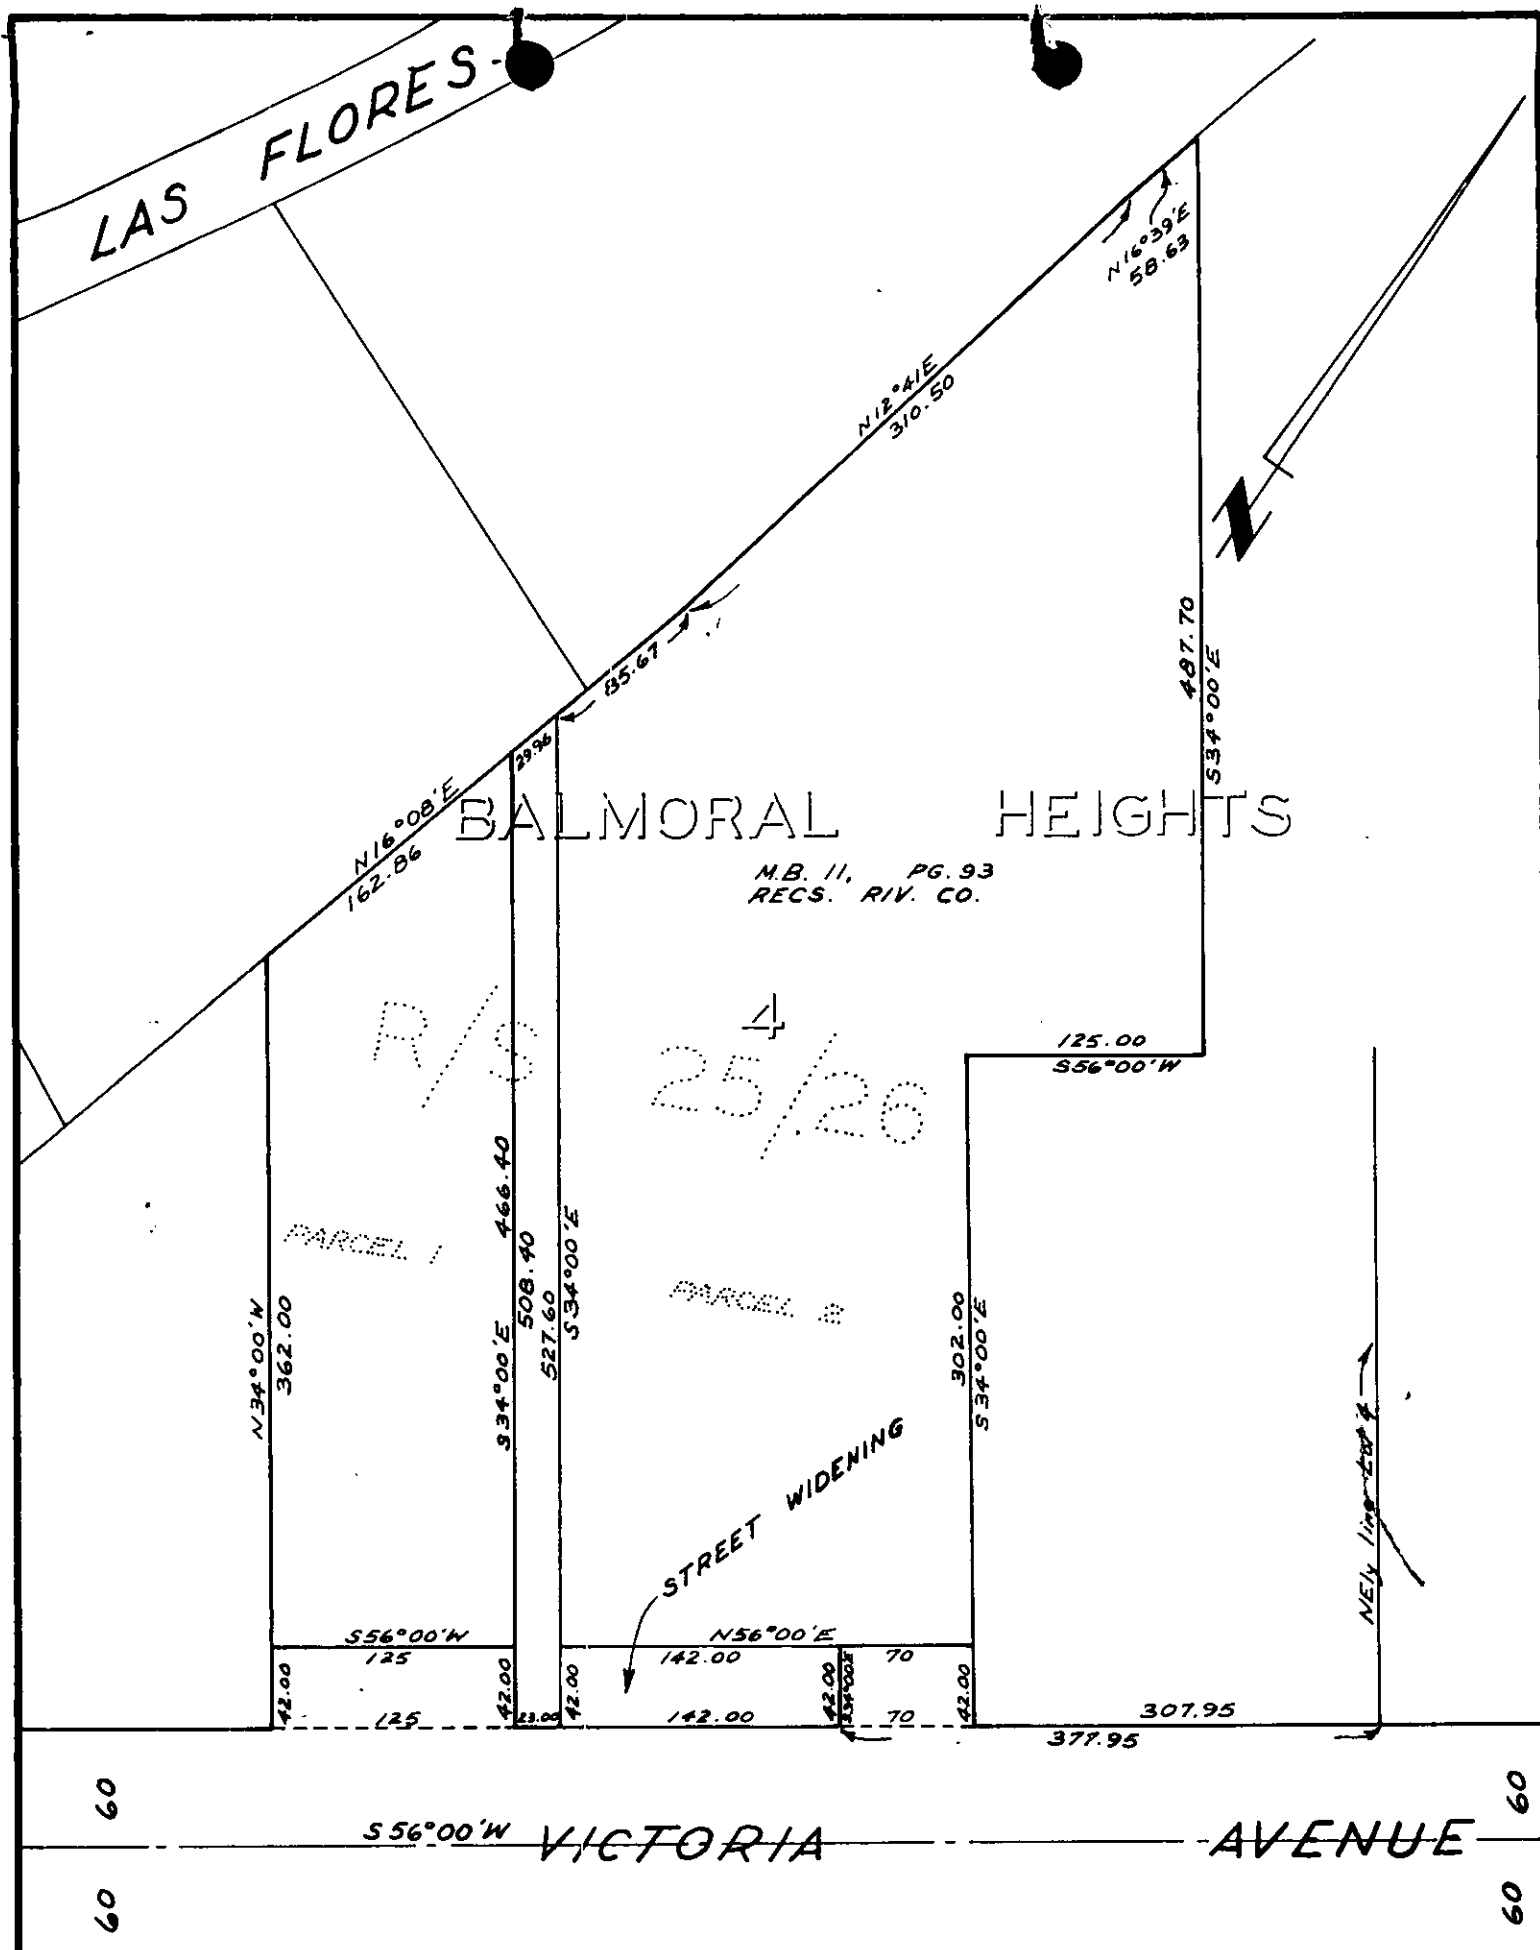 LAS FLORES
N16°39'E
58.63
N12°41E
310.50
487.70
S34°00'E
29.96
N16°08'E
162.86
BALMORAL HEIGHTS
M.B. 11, PG. 93
RECS. RIV. CO.
R/S 25/26
4
125.00
S56°00'W
466.40
S34°00'E
508.40
527.60
S34°00'E
PARCEL 1
PARCEL 2
N34°00'W
362.00
302.00
S34°00'E
STREET WIDENING
NEly line Lot 4
S56°00'W
125
N56°00'E
142.00
70
42.00
42.00
42.00
42.00
S34°00E
42.00
125
23.00
142.00
70
307.95
377.95
60
60
S56°00'W VICTORIA AVENUE
60
60
N